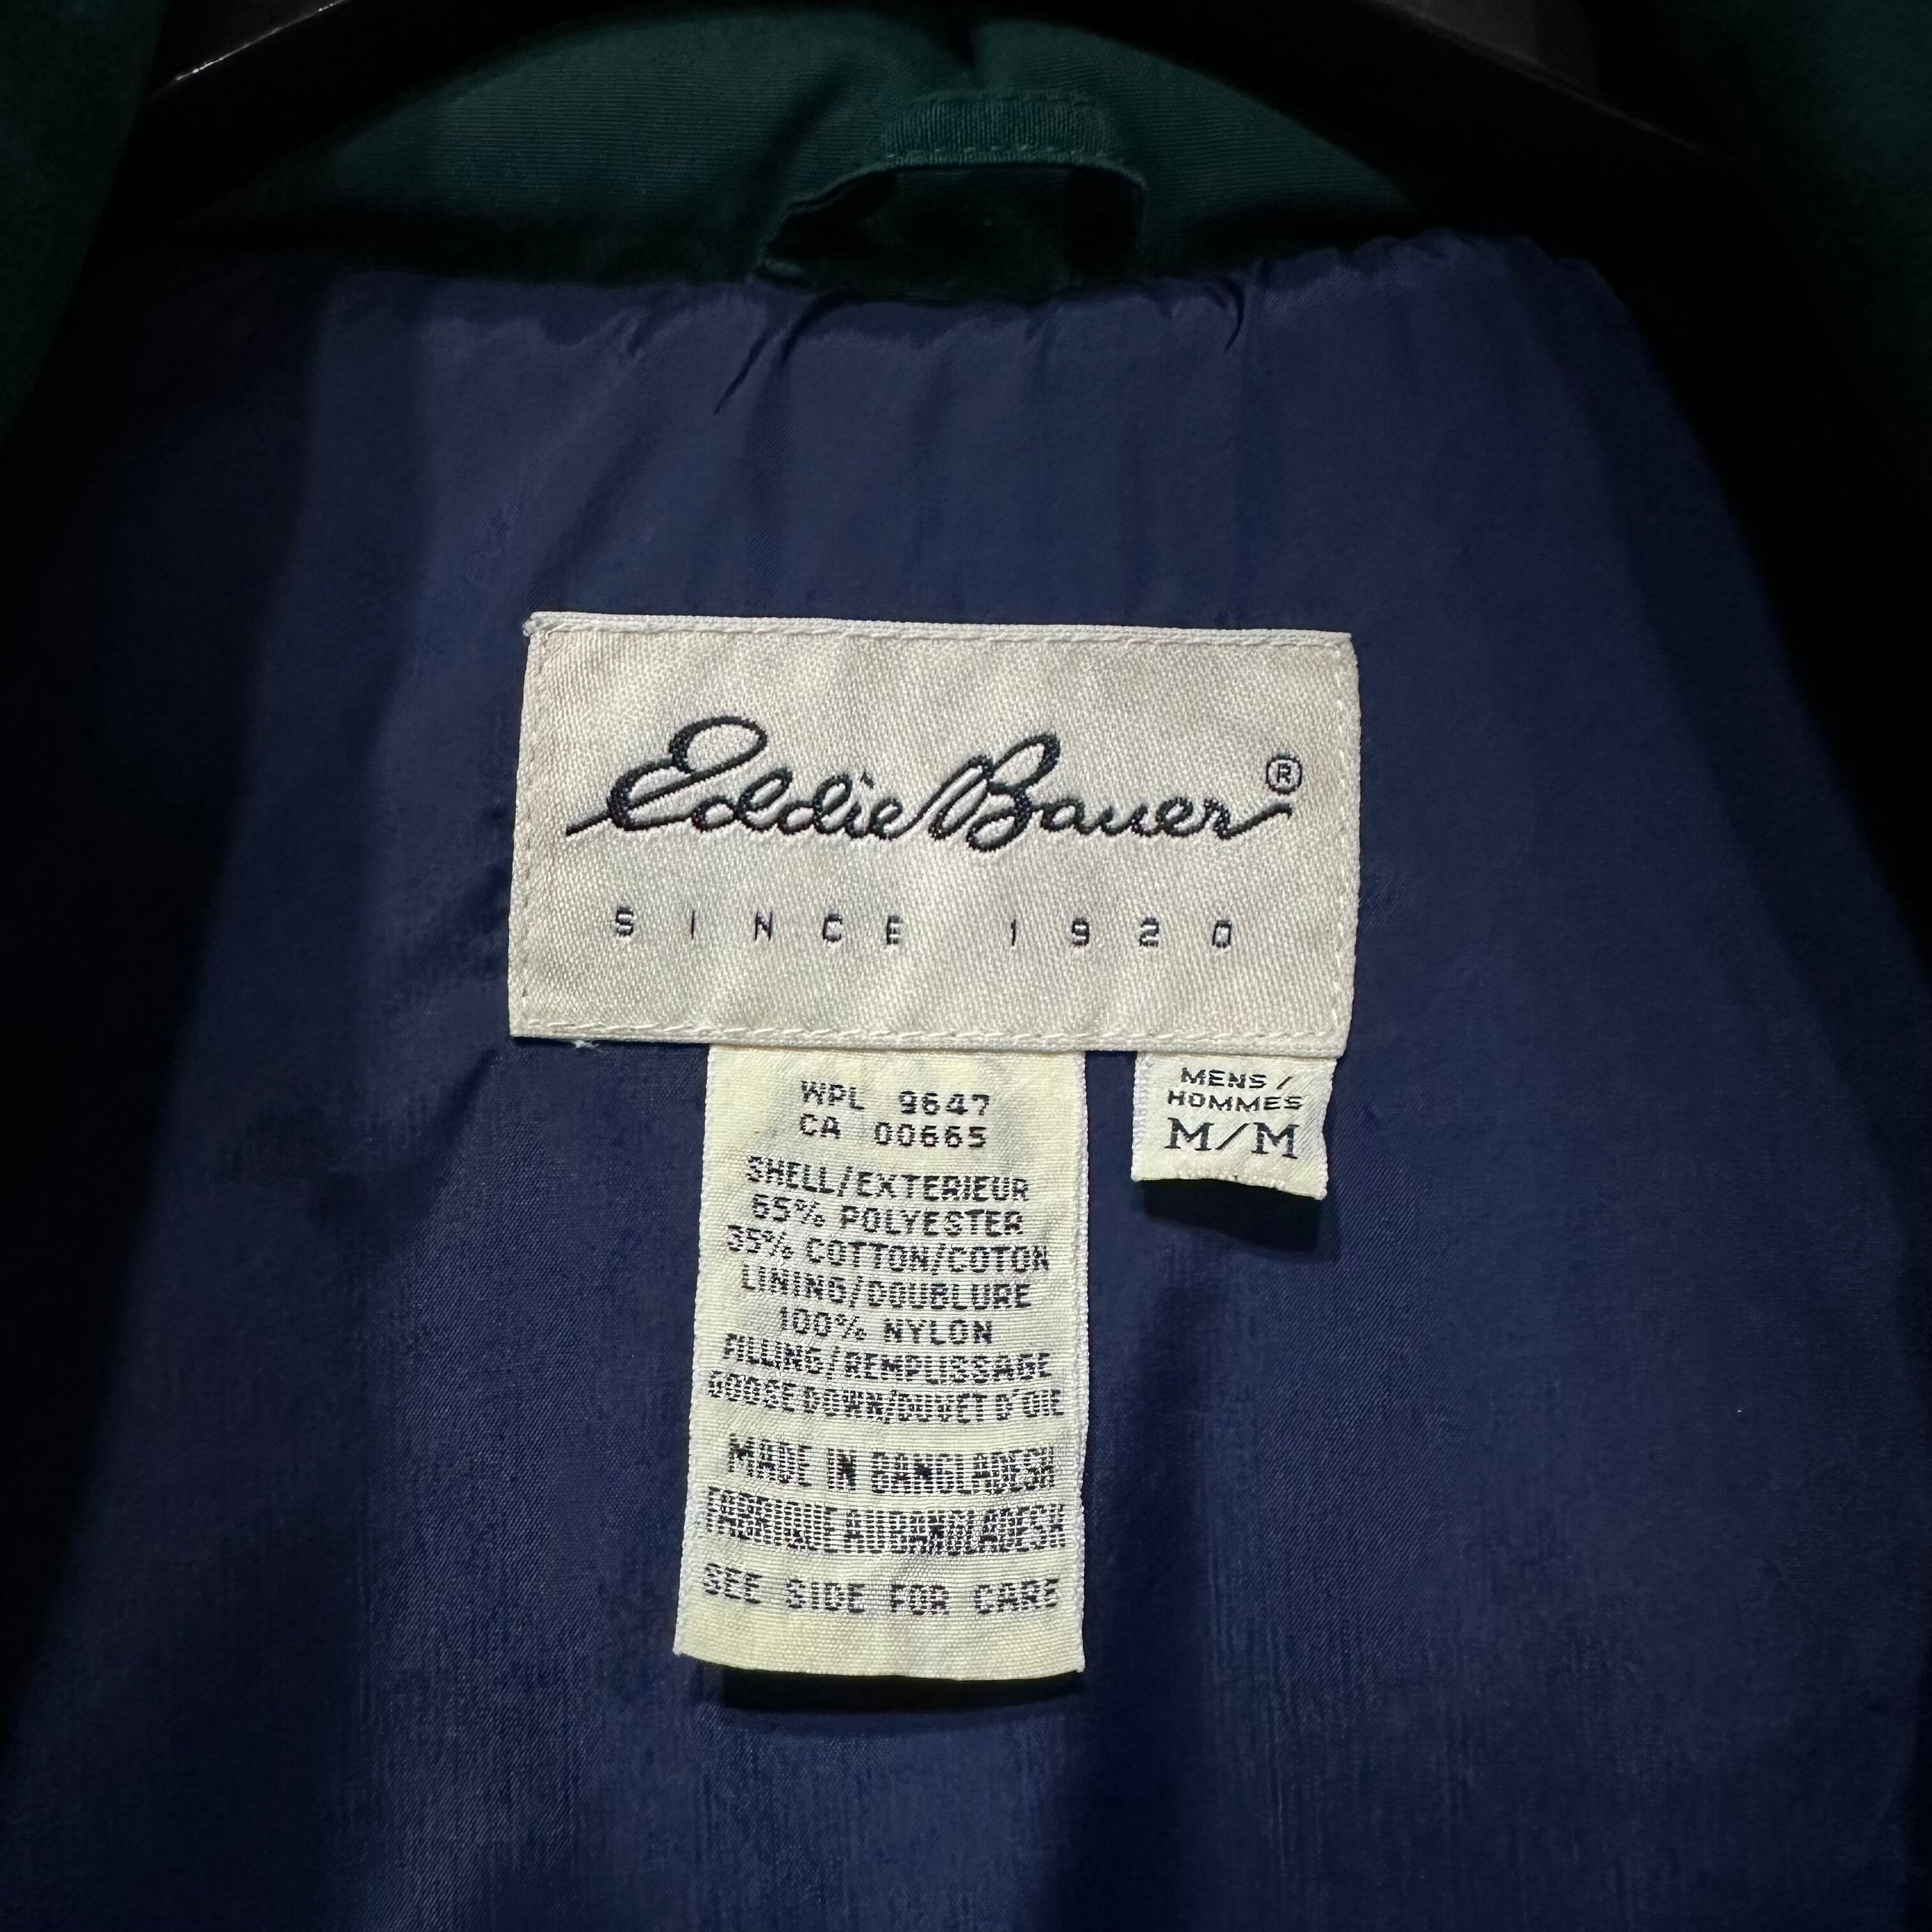 Eddie Bauer®
SINCE 1920
MENS /
HOMMES
M/M
WPL 9647
CA 00665
SHELL/EXTERIEUR
65% POLYESTER
35% COTTON/COTON
LINING/DOUBLURE
100% NYLON
FILLING/REMPLISSAGE
GOOSE DOWN/DUVET D'OIE
MADE IN BANGLADESH
FABRIQUE AU BANGLADESH
SEE SIDE FOR CARE